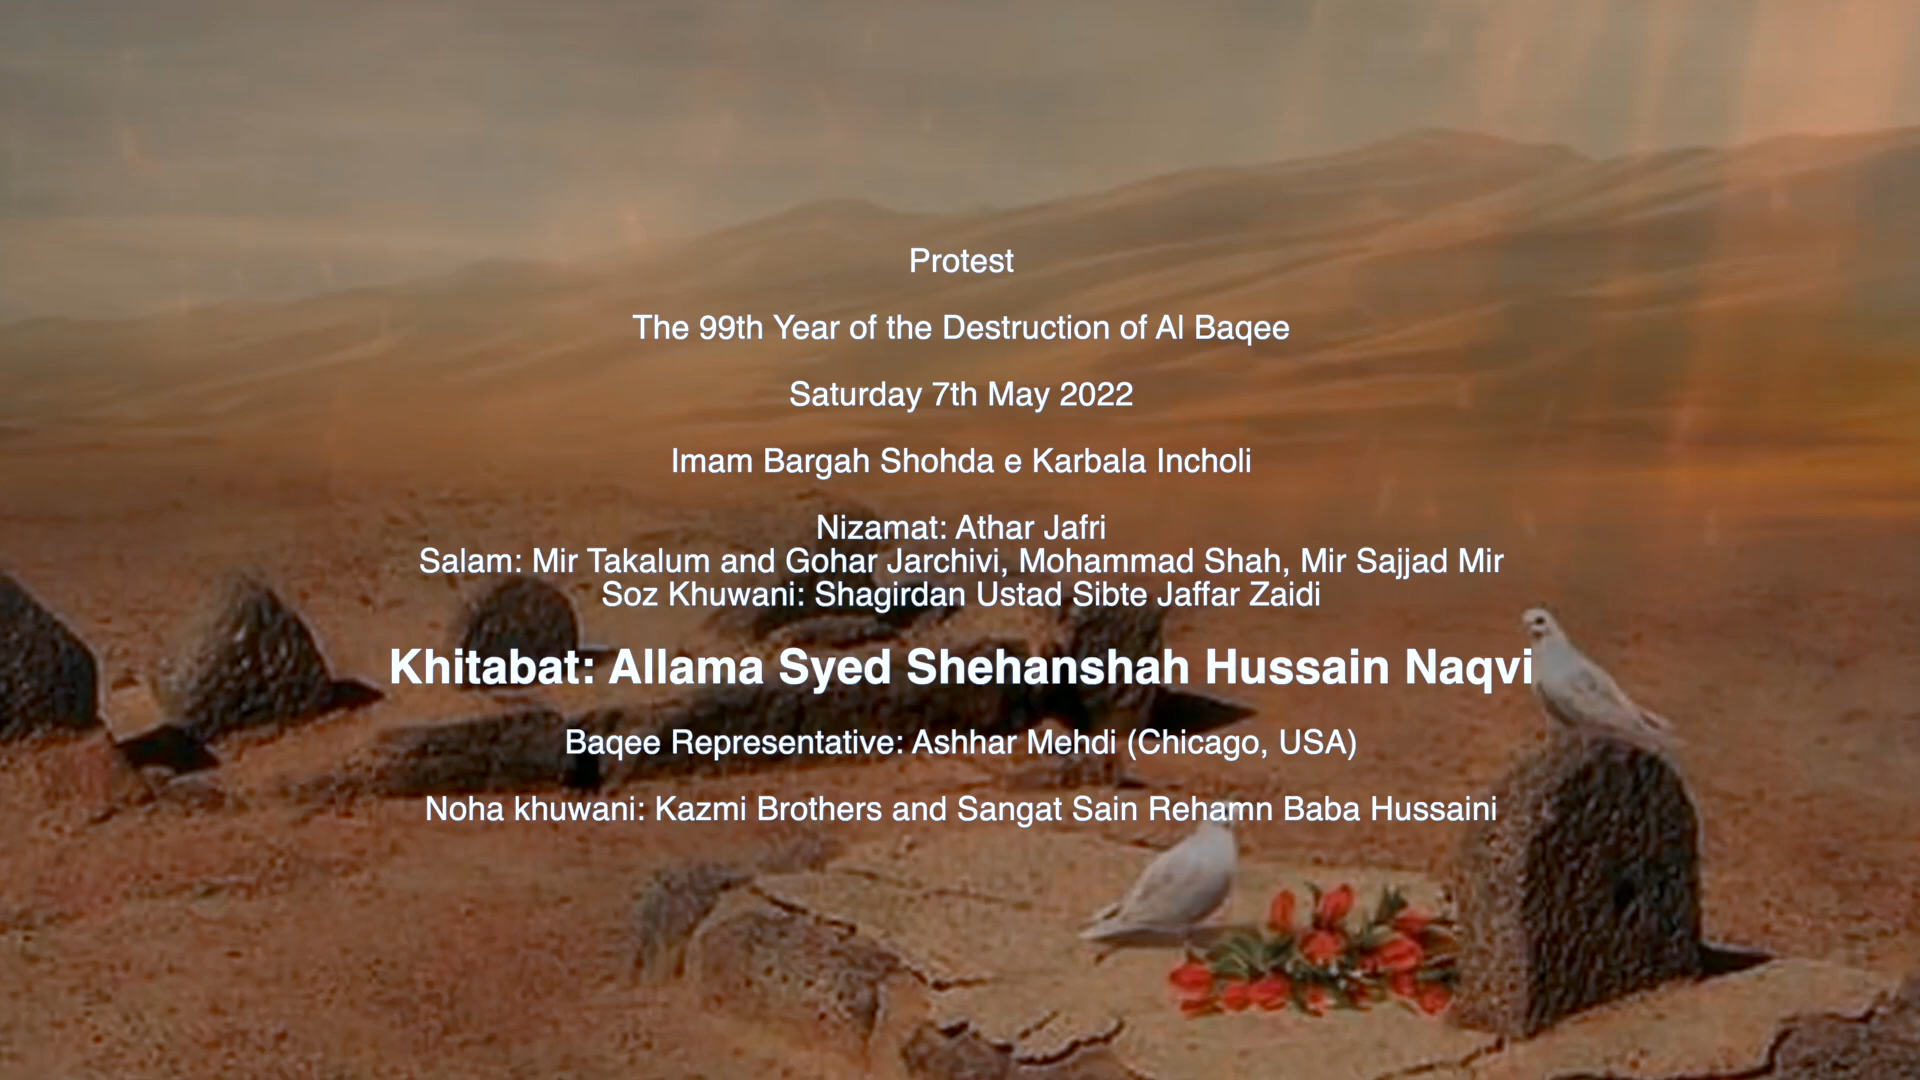 Protest
The 99th Year of the Destruction of Al Baqee
Saturday 7th May 2022
Imam Bargah Shohda e Karbala Incholi
Nizamat: Athar Jafri
Salam: Mir Takalum and Gohar Jarchivi, Mohammad Shah, Mir Sajjad Mir
Soz Khuwani: Shagirdan Ustad Sibte Jaffar Zaidi
Khitabat: Allama Syed Shehanshah Hussain Naqvi
Baqee Representative: Ashhar Mehdi (Chicago, USA)
Noha khuwani: Kazmi Brothers and Sangat Sain Rehamn Baba Hussaini